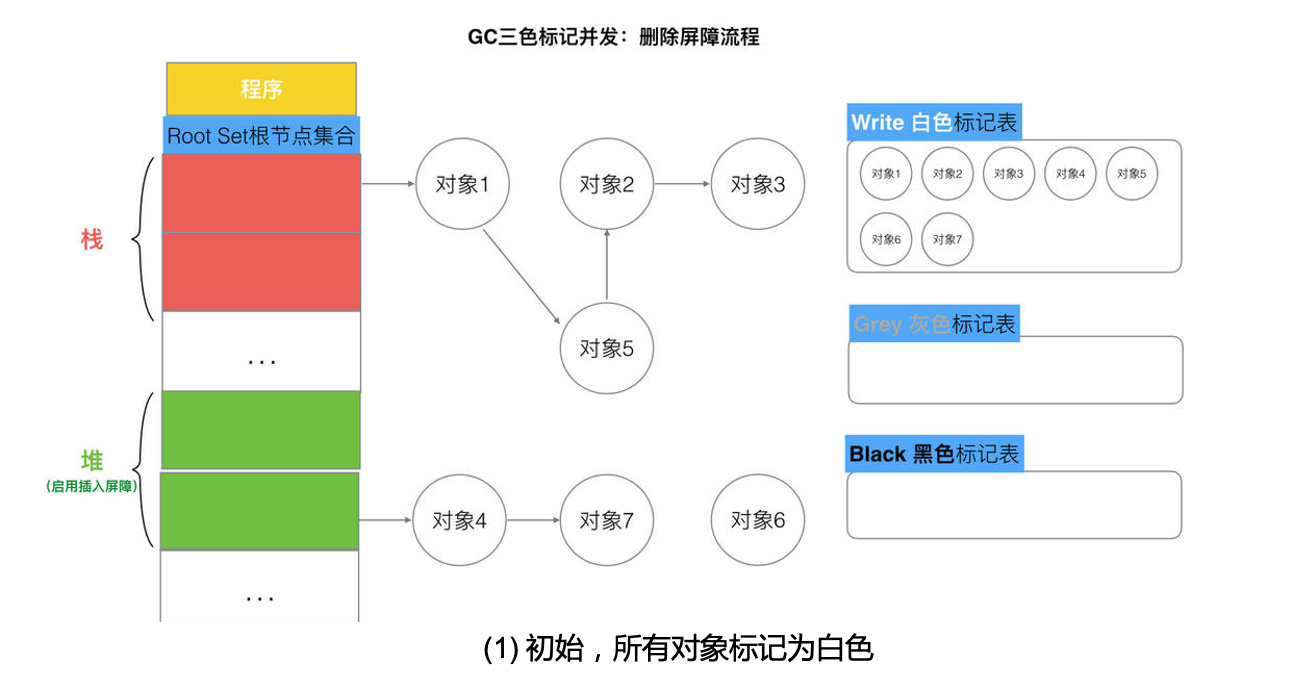 GC三色标记并发：删除屏障流程
程序
Root Set根节点集合
栈
...
堆
(启用插入屏障)
...
对象1
对象2
对象3
对象5
对象4
对象7
对象6
Write 白色标记表
对象1 对象2 对象3 对象4 对象5
对象6 对象7
Grey 灰色标记表
Black 黑色标记表
(1) 初始，所有对象标记为白色